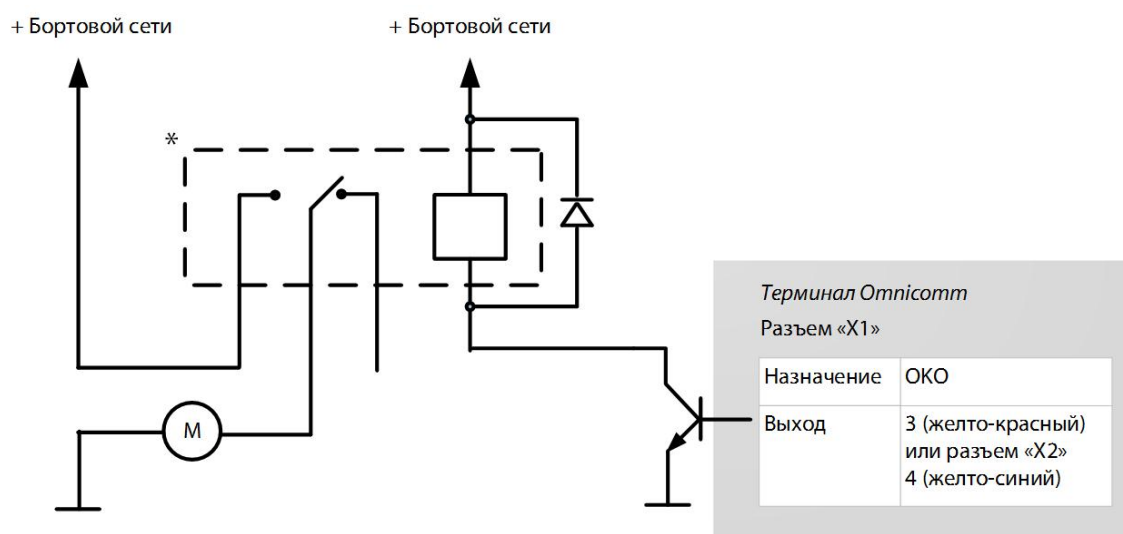 + Бортовой сети
+ Бортовой сети
*
M
Терминал Omnicomm
Разъем «X1»
Назначение
ОКО
Выход
3 (желто-красный)
или разъем «X2»
4 (желто-синий)